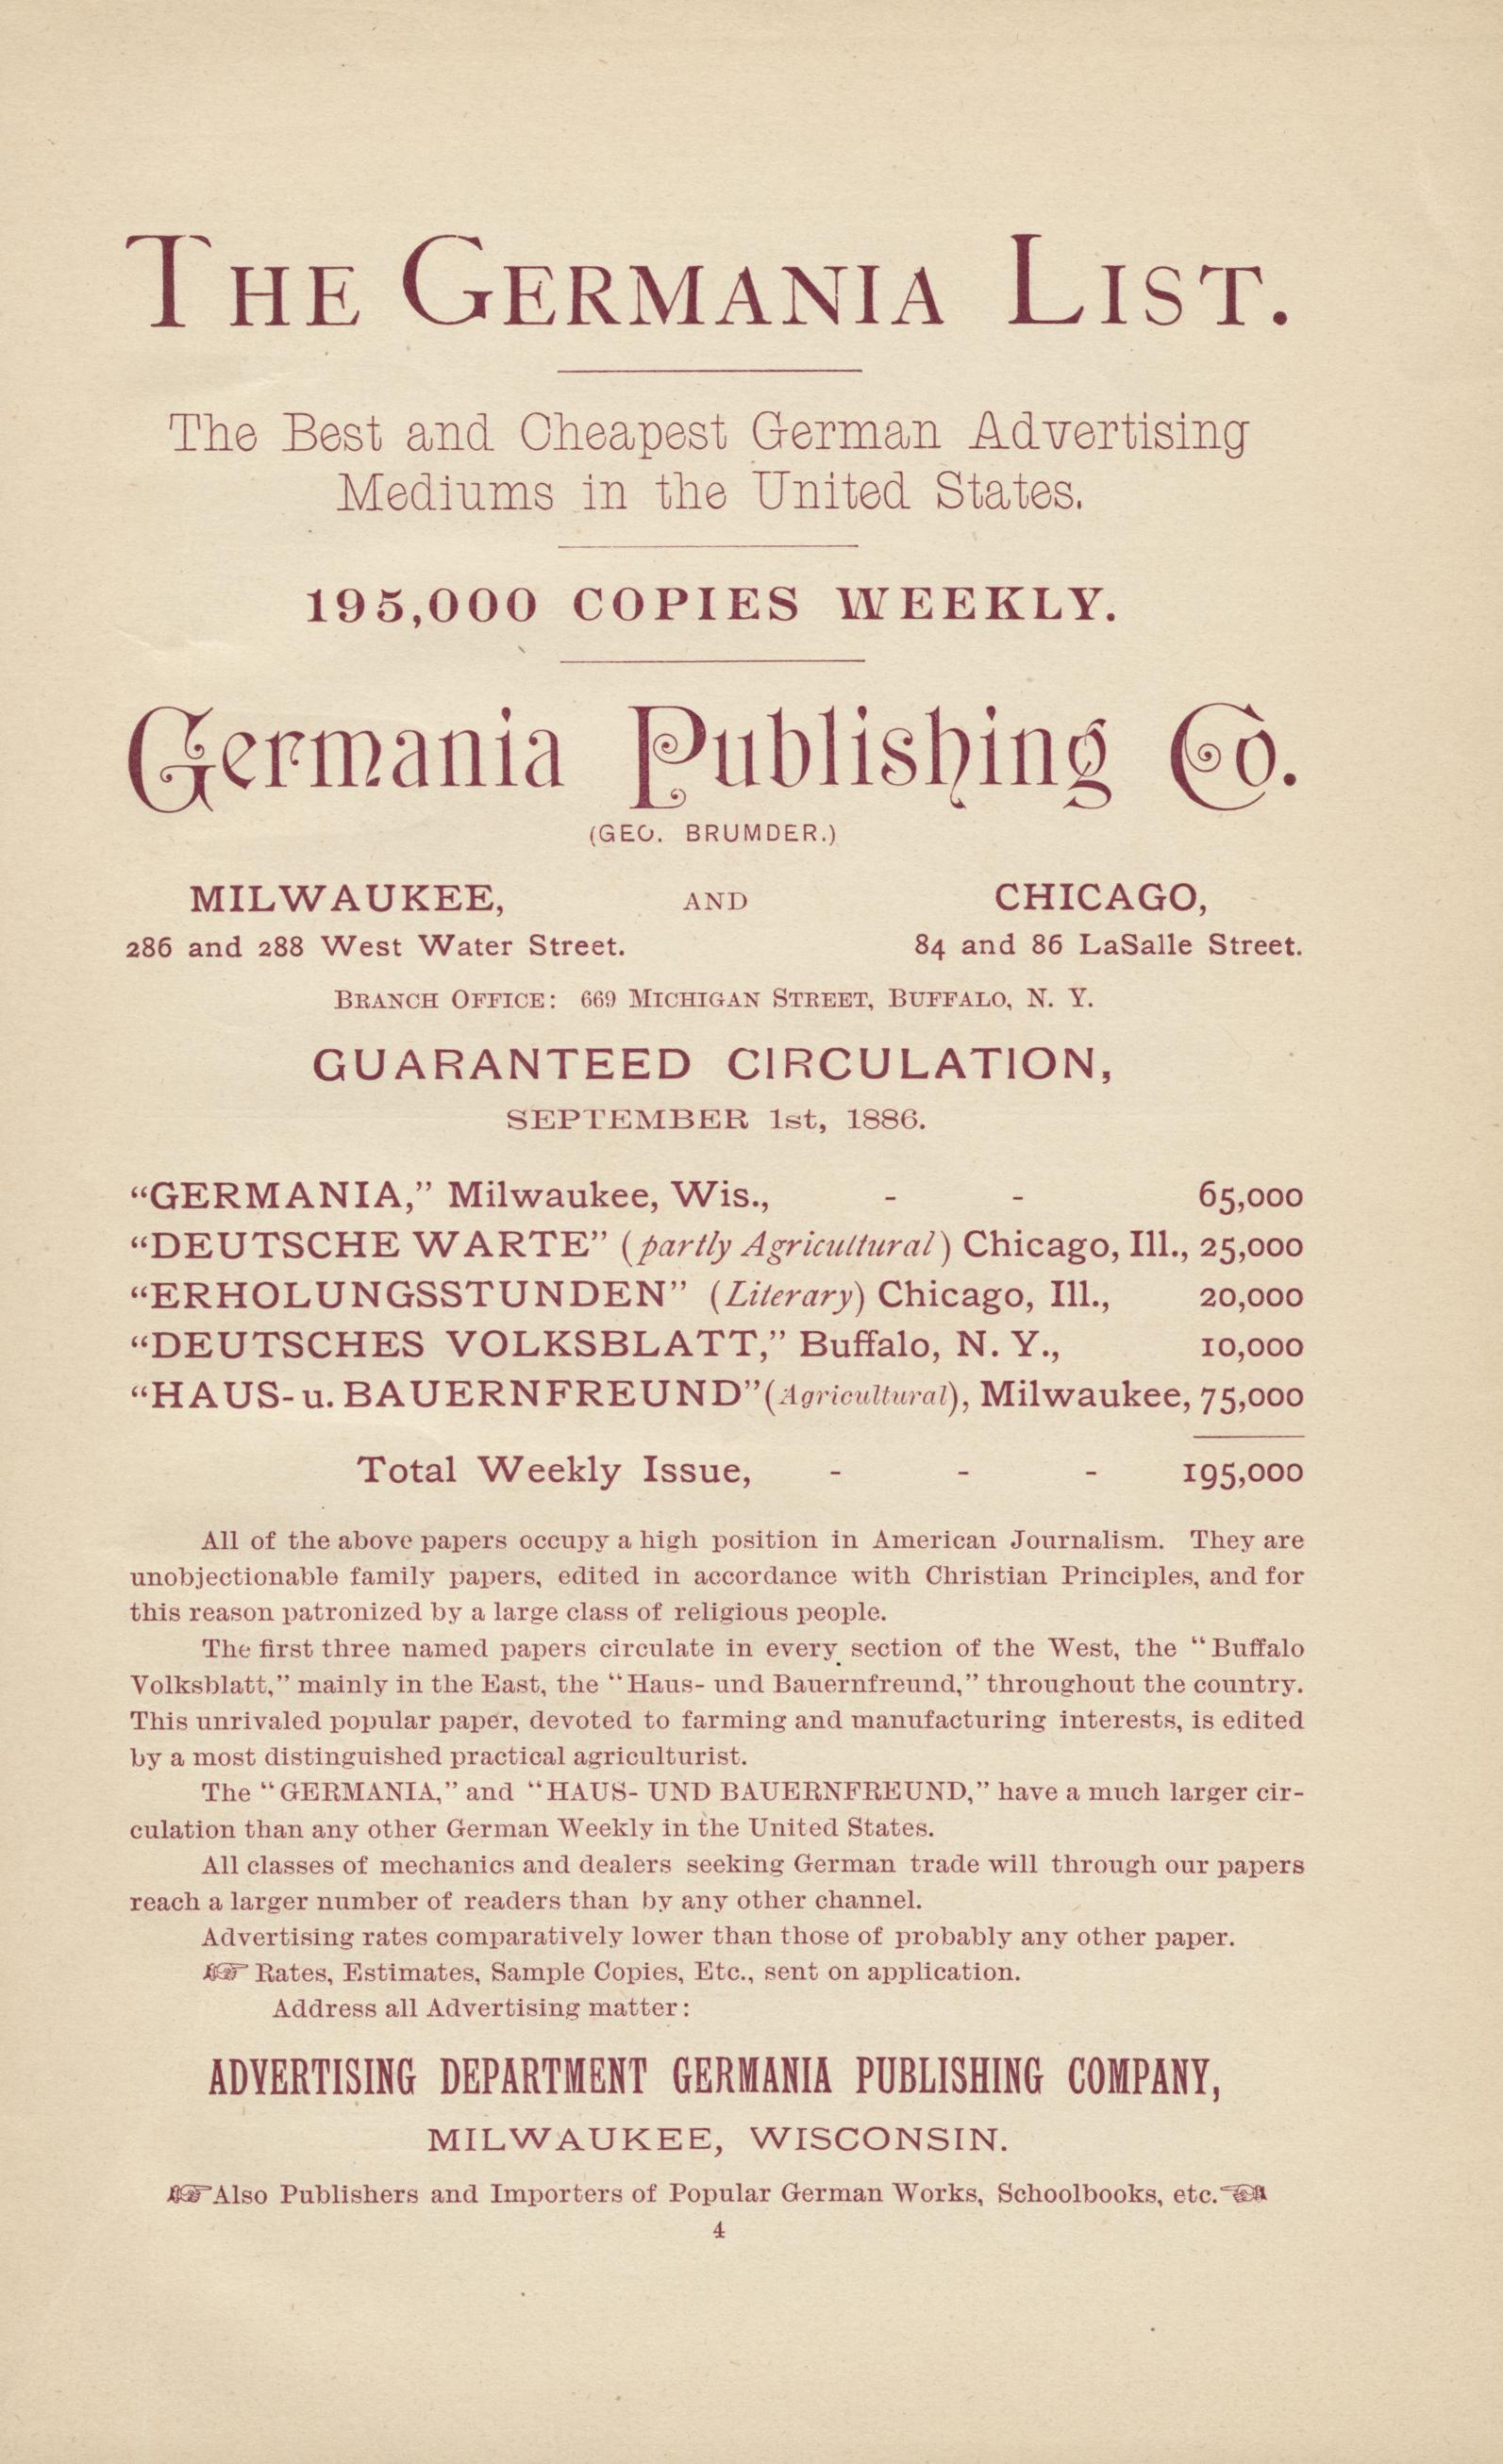 THE GERMANIA LIST.
The Best and Cheapest German Advertising
Mediums in the United States.
195,000 COPIES WEEKLY.
Germania Publishing Co.
(GEO. BRUMDER.)
MILWAUKEE, AND CHICAGO,
286 and 288 West Water Street. 84 and 86 LaSalle Street.
BRANCH OFFICE: 669 MICHIGAN STREET, BUFFALO, N. Y.
GUARANTEED CIRCULATION,
SEPTEMBER 1st, 1886.
“GERMANIA,” Milwaukee, Wis., - - 65,000
“DEUTSCHE WARTE” (partly Agricultural) Chicago, Ill., 25,000
“ERHOLUNGSSTUNDEN” (Literary) Chicago, Ill., 20,000
“DEUTSCHES VOLKSBLATT,” Buffalo, N. Y., 10,000
“HAUS- u. BAUERNFREUND” (Agricultural), Milwaukee, 75,000
Total Weekly Issue, - - - 195,000
All of the above papers occupy a high position in American Journalism. They are
unobjectionable family papers, edited in accordance with Christian Principles, and for
this reason patronized by a large class of religious people.
The first three named papers circulate in every section of the West, the “Buffalo
Volksblatt,” mainly in the East, the “Haus- und Bauernfreund,” throughout the country.
This unrivaled popular paper, devoted to farming and manufacturing interests, is edited
by a most distinguished practical agriculturist.
The “GERMANIA,” and “HAUS- UND BAUERNFREUND,” have a much larger cir-
culation than any other German Weekly in the United States.
All classes of mechanics and dealers seeking German trade will through our papers
reach a larger number of readers than by any other channel.
Advertising rates comparatively lower than those of probably any other paper.
☞ Rates, Estimates, Sample Copies, Etc., sent on application.
Address all Advertising matter:
ADVERTISING DEPARTMENT GERMANIA PUBLISHING COMPANY,
MILWAUKEE, WISCONSIN.
☞ Also Publishers and Importers of Popular German Works, Schoolbooks, etc. ☜
4